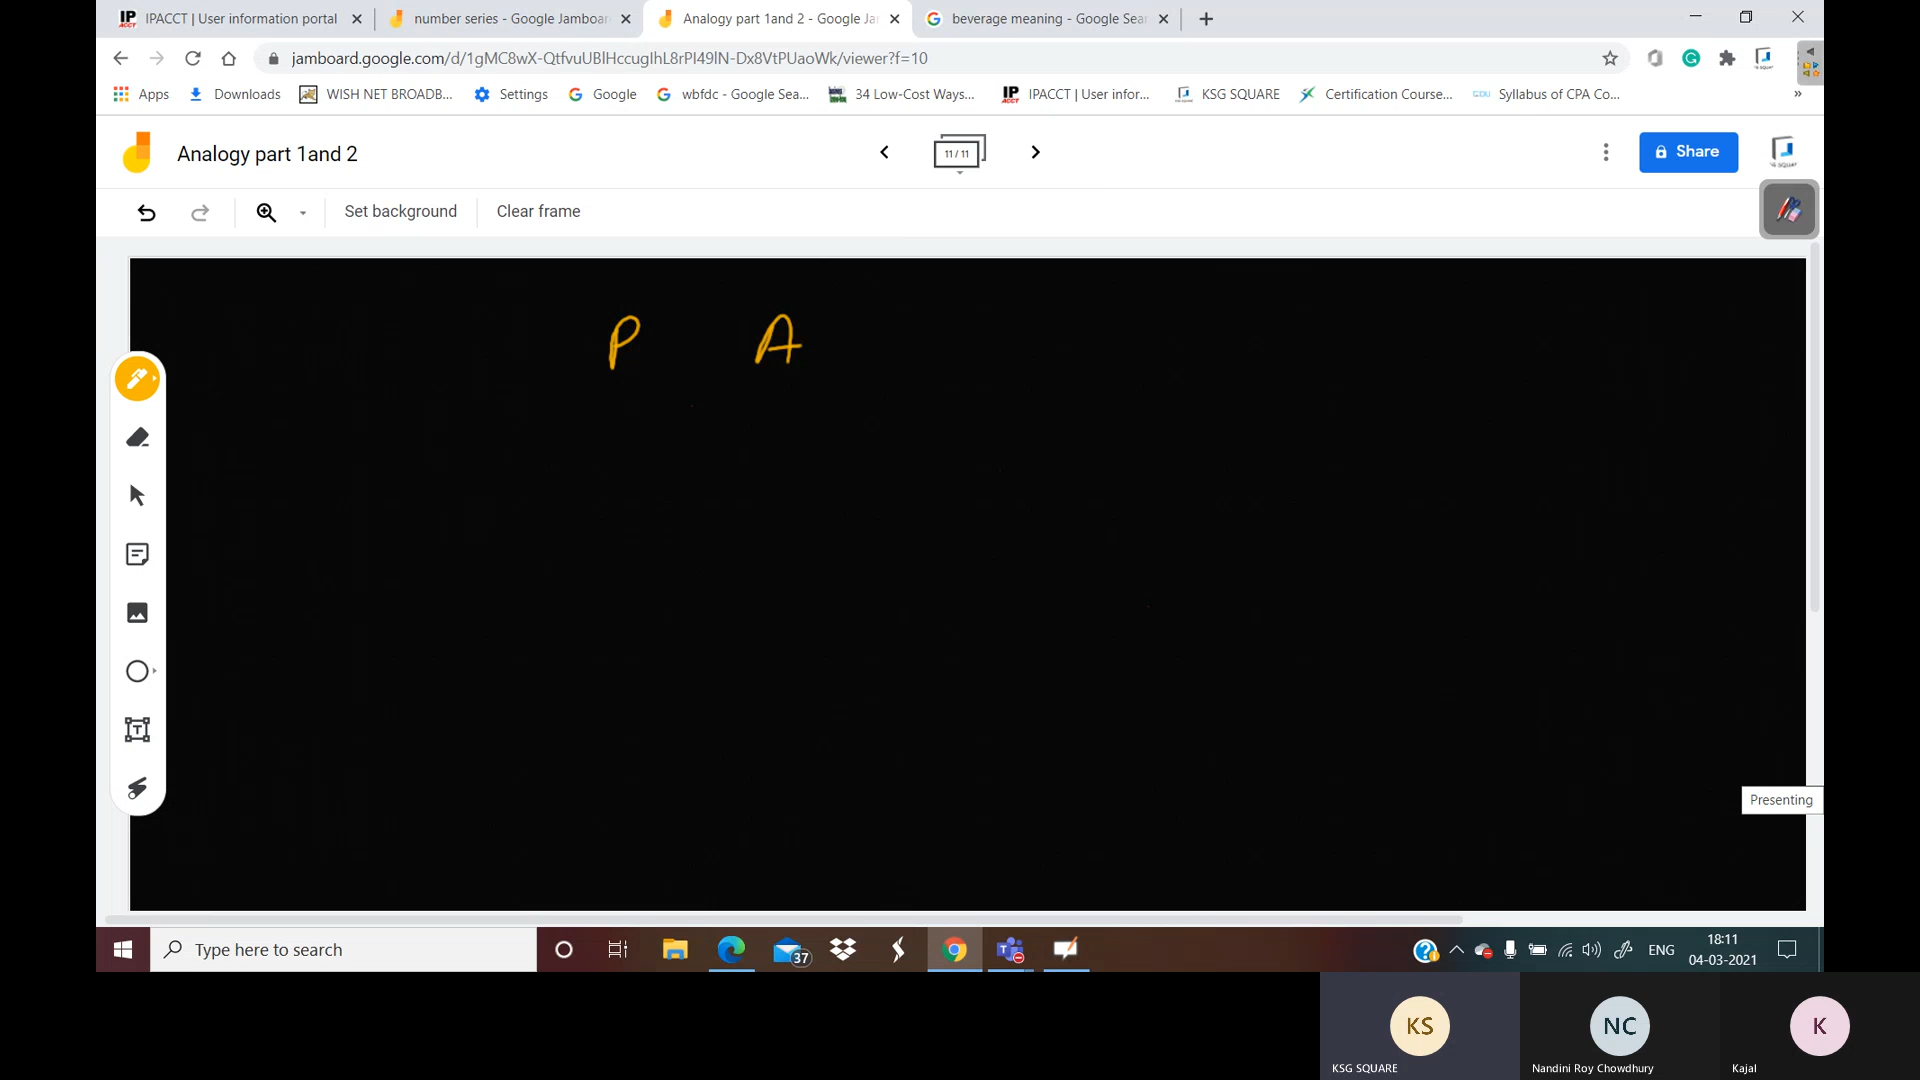 IPACCT | User information portal
number series - Google Jamboar
Analogy part 1and 2 - Google Ja
beverage meaning - Google Sear
jamboard.google.com/d/1gMC8wX-QtfvuUBlHccugIhL8rPI49lN-Dx8VtPUaoWk/viewer?f=10
Apps
Downloads
WISH NET BROADB...
Settings
Google
wbfdc - Google Sea...
34 Low-Cost Ways...
IPACCT | User infor...
KSG SQUARE
Certification Course...
Syllabus of CPA Co...
Analogy part 1and 2
11 / 11
Share
Set background
Clear frame
P A
Presenting
Type here to search
37
ENG
18:11
04-03-2021
KS
NC
K
KSG SQUARE
Nandini Roy Chowdhury
Kajal